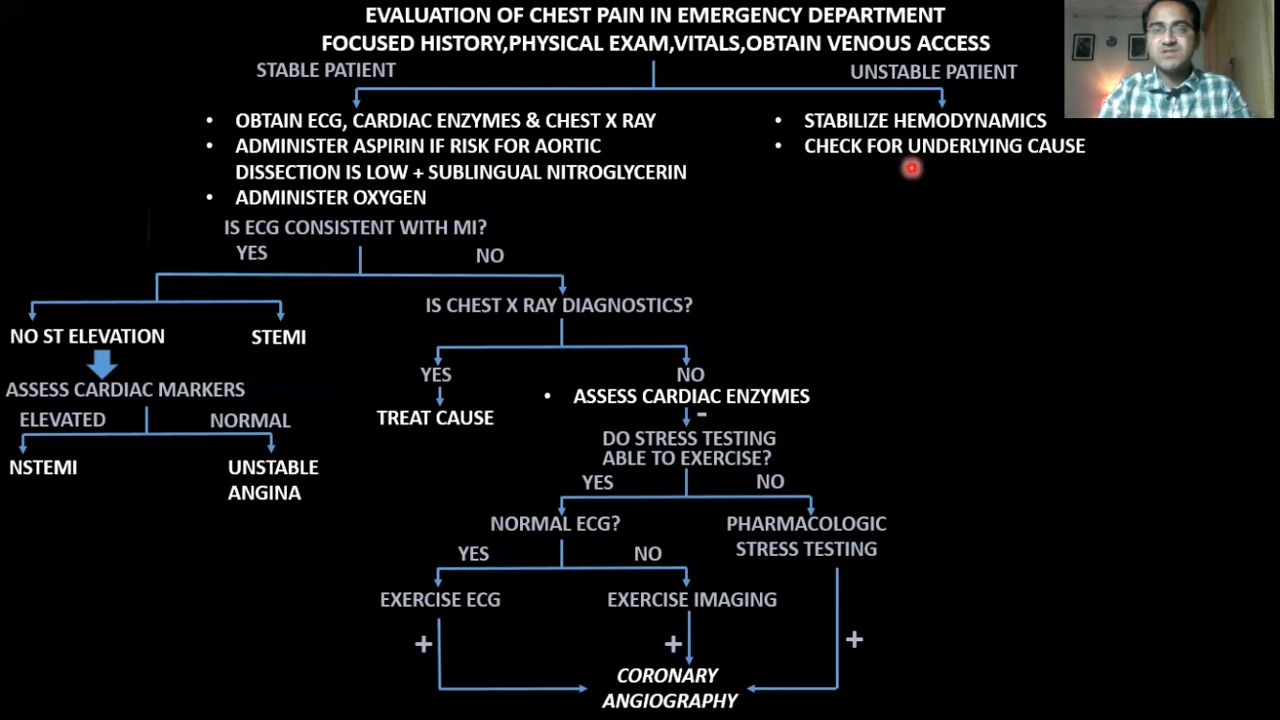 EVALUATION OF CHEST PAIN IN EMERGENCY DEPARTMENT
FOCUSED HISTORY,PHYSICAL EXAM,VITALS,OBTAIN VENOUS ACCESS
STABLE PATIENT
UNSTABLE PATIENT
• OBTAIN ECG, CARDIAC ENZYMES & CHEST X RAY
• ADMINISTER ASPIRIN IF RISK FOR AORTIC
DISSECTION IS LOW + SUBLINGUAL NITROGLYCERIN
• ADMINISTER OXYGEN
• STABILIZE HEMODYNAMICS
• CHECK FOR UNDERLYING CAUSE
IS ECG CONSISTENT WITH MI?
YES
NO
NO ST ELEVATION
STEMI
ASSESS CARDIAC MARKERS
ELEVATED
NORMAL
NSTEMI
UNSTABLE
ANGINA
IS CHEST X RAY DIAGNOSTICS?
YES
NO
TREAT CAUSE
• ASSESS CARDIAC ENZYMES
-
DO STRESS TESTING
ABLE TO EXERCISE?
YES
NO
NORMAL ECG?
PHARMACOLOGIC
STRESS TESTING
YES
NO
EXERCISE ECG
EXERCISE IMAGING
+
+
+
CORONARY
ANGIOGRAPHY